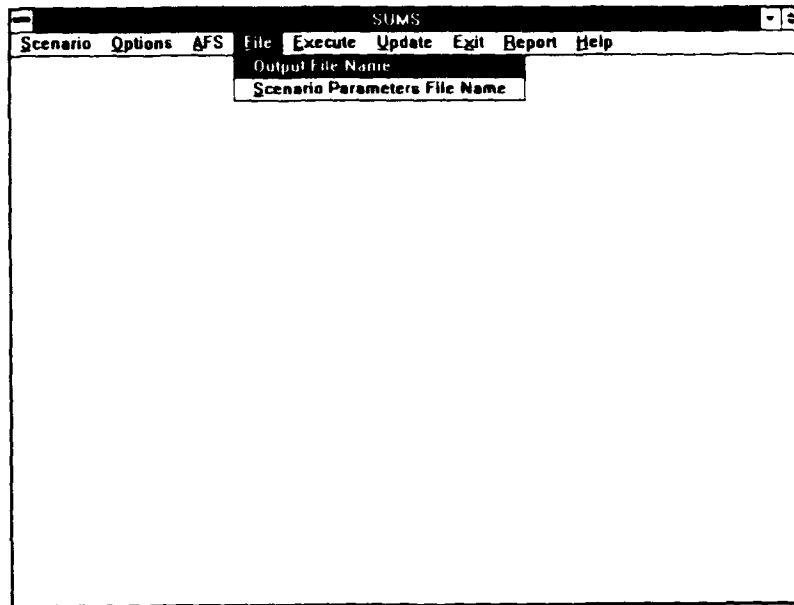 SUMS
Scenario Options AFS File Execute Update Exit Report Help
Output File Name
Scenario Parameters File Name